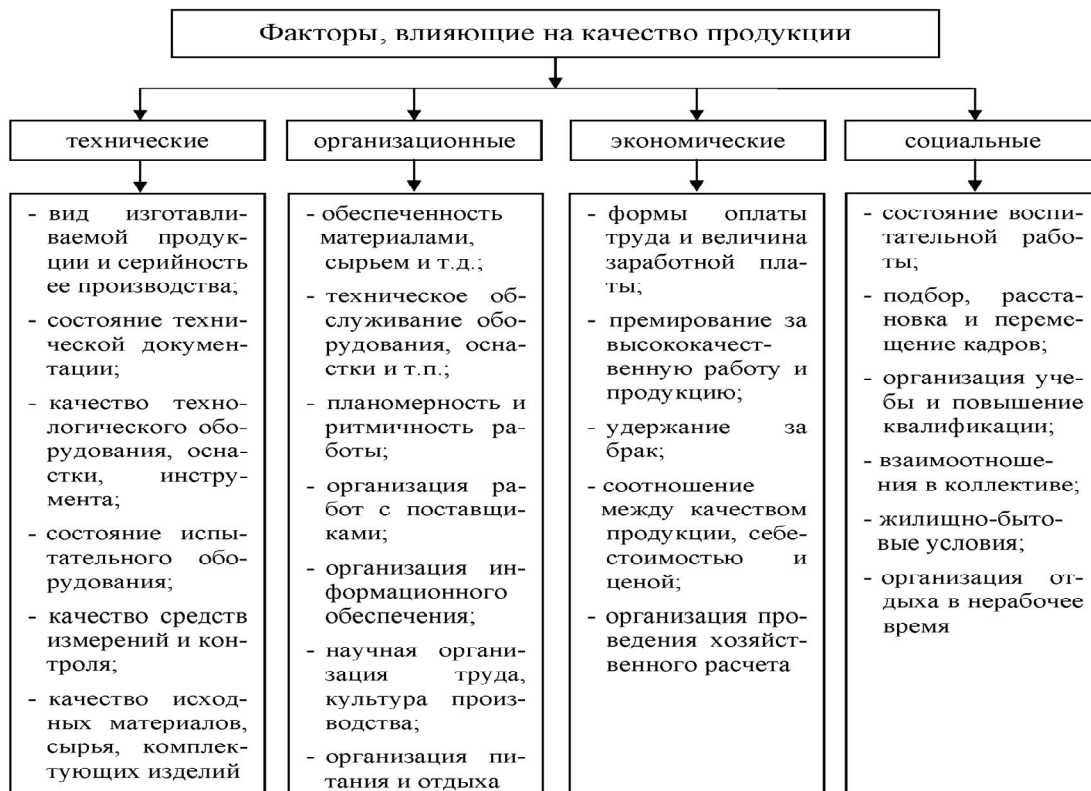 Факторы, влияющие на качество продукции
технические
организационные
экономические
социальные
- вид изготавли-
ваемой продук-
ции и серийность
ее производства;
- состояние техни-
ческой докумен-
тации;
- качество техно-
логического обо-
рудования, осна-
стки, инстру-
мента;
- состояние испы-
тательного обо-
рудования;
- качество средств
измерений и кон-
троля;
- качество исход-
ных материалов,
сырья, комплек-
тующих изделий
- обеспеченность
материалами,
сырьем и т.д.;
- техническое об-
служивание обо-
рудования, осна-
стки и т.п.;
- планомерность и
ритмичность ра-
боты;
- организация ра-
бот с поставщи-
ками;
- организация ин-
формационного
обеспечения;
- научная органи-
зация труда,
культура произ-
водства;
- организация пи-
тания и отдыха
- формы оплаты
труда и величина
заработной пла-
ты;
- премирование за
высококачест-
венную работу и
продукцию;
- удержание за
брак;
- соотношение
между качеством
продукции, себе-
стоимостью и
ценой;
- организация про-
ведения хозяйст-
венного расчета
- состояние воспи-
тательной рабо-
ты;
- подбор, расста-
новка и переме-
щение кадров;
- организация уче-
бы и повышение
квалификации;
- взаимоотноше-
ния в коллективе;
- жилищно-быто-
вые условия;
- организация от-
дыха в нерабочее
время